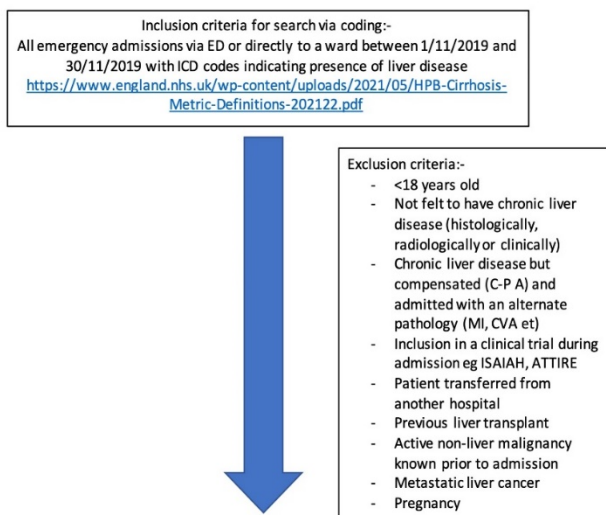 Inclusion criteria for search via coding:-
All emergency admissions via ED or directly to a ward between 1/11/2019 and
30/11/2019 with ICD codes indicating presence of liver disease
https://www.england.nhs.uk/wp-content/uploads/2021/05/HPB-Cirrhosis-
Metric-Definitions-202122.pdf
Exclusion criteria:-
- <18 years old
- Not felt to have chronic liver
disease (histologically,
radiologically or clinically)
- Chronic liver disease but
compensated (C-P A) and
admitted with an alternate
pathology (MI, CVA et)
- Inclusion in a clinical trial during
admission eg ISAIAH, ATTIRE
- Patient transferred from
another hospital
- Previous liver transplant
- Active non-liver malignancy
known prior to admission
- Metastatic liver cancer
- Pregnancy